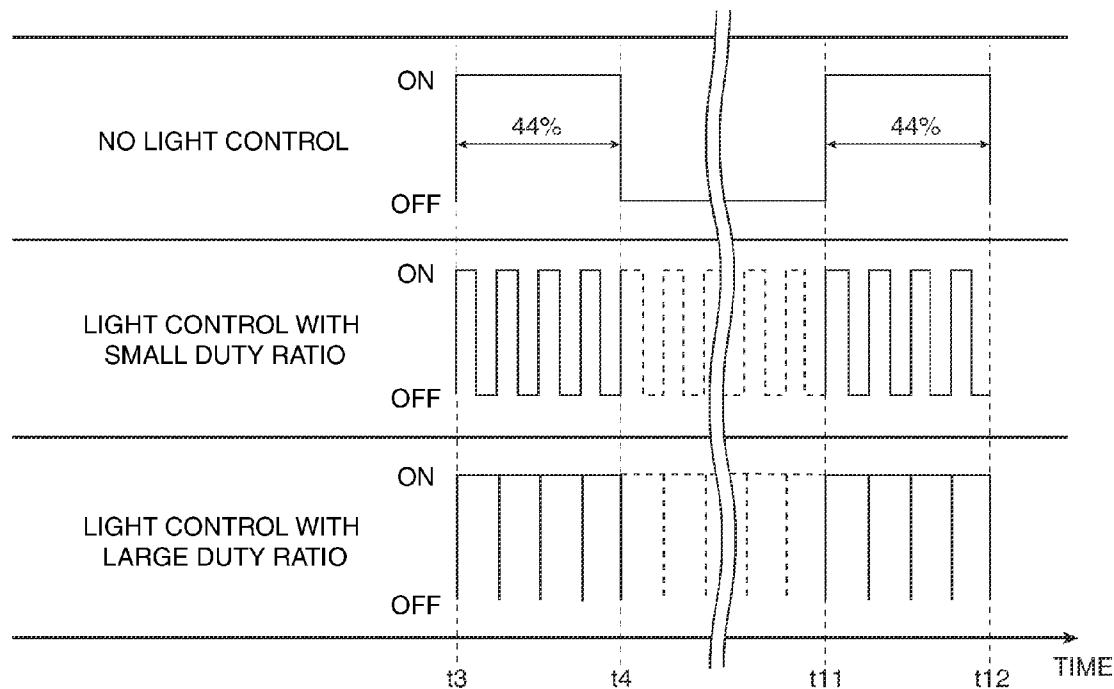 ON
44%
44%
NO LIGHT CONTROL
OFF
ON
LIGHT CONTROL WITH
SMALL DUTY RATIO
OFF
ON
LIGHT CONTROL WITH
LARGE DUTY RATIO
OFF
t3
t4
t11
t12
TIME